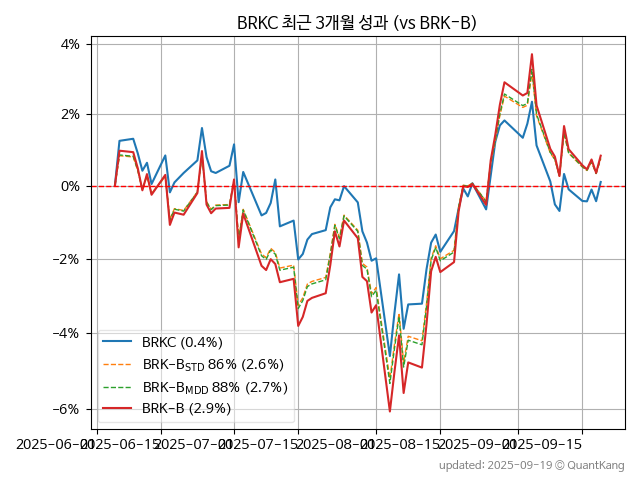 BRKC 최근 3개월 성과 (vs BRK-B)
4%
2%
0%
−2%
−4%
−6%
BRKC (0.4%)
BRK-BSTD 86% (2.6%)
BRK-BMDD 88% (2.7%)
BRK-B (2.9%)
2025-06-01
2025-06-15
2025-07-01
2025-07-15
2025-08-01
2025-08-15
2025-09-01
2025-09-15
updated: 2025-09-19 © QuantKang